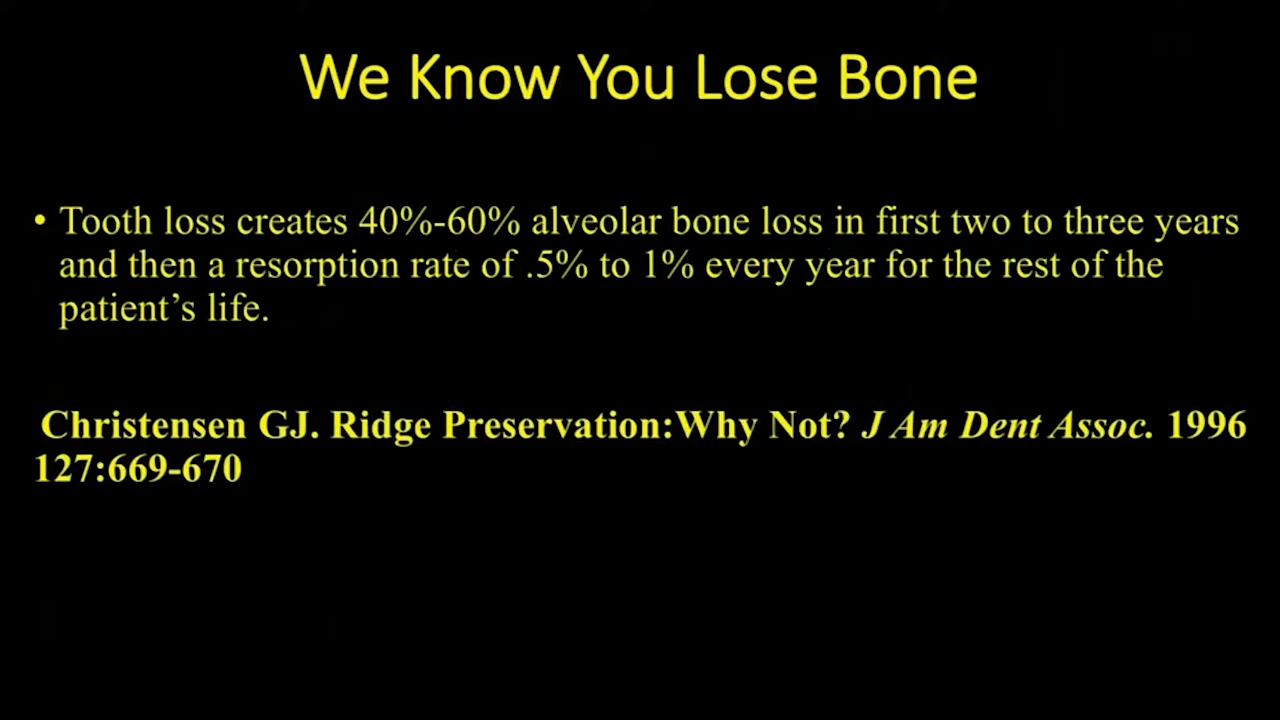 We Know You Lose Bone
• Tooth loss creates 40%-60% alveolar bone loss in first two to three years
and then a resorption rate of .5% to 1% every year for the rest of the
patient’s life.
Christensen GJ. Ridge Preservation:Why Not? J Am Dent Assoc. 1996
127:669-670